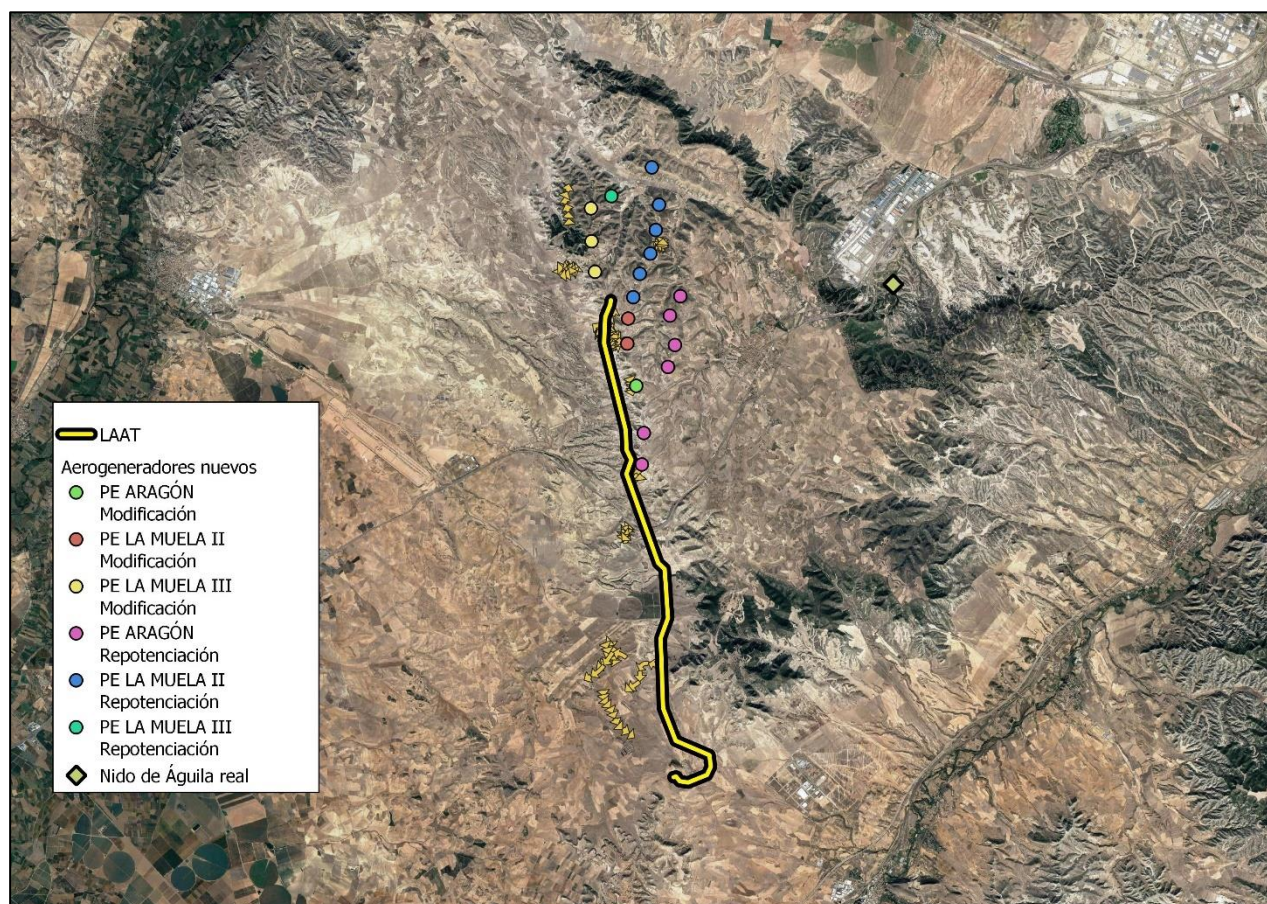 LAAT
Aerogeneradores nuevos
PE ARAGÓN
Modificación
PE LA MUELA II
Modificación
PE LA MUELA III
Modificación
PE ARAGÓN
Repotenciación
PE LA MUELA II
Repotenciación
PE LA MUELA III
Repotenciación
Nido de Águila real